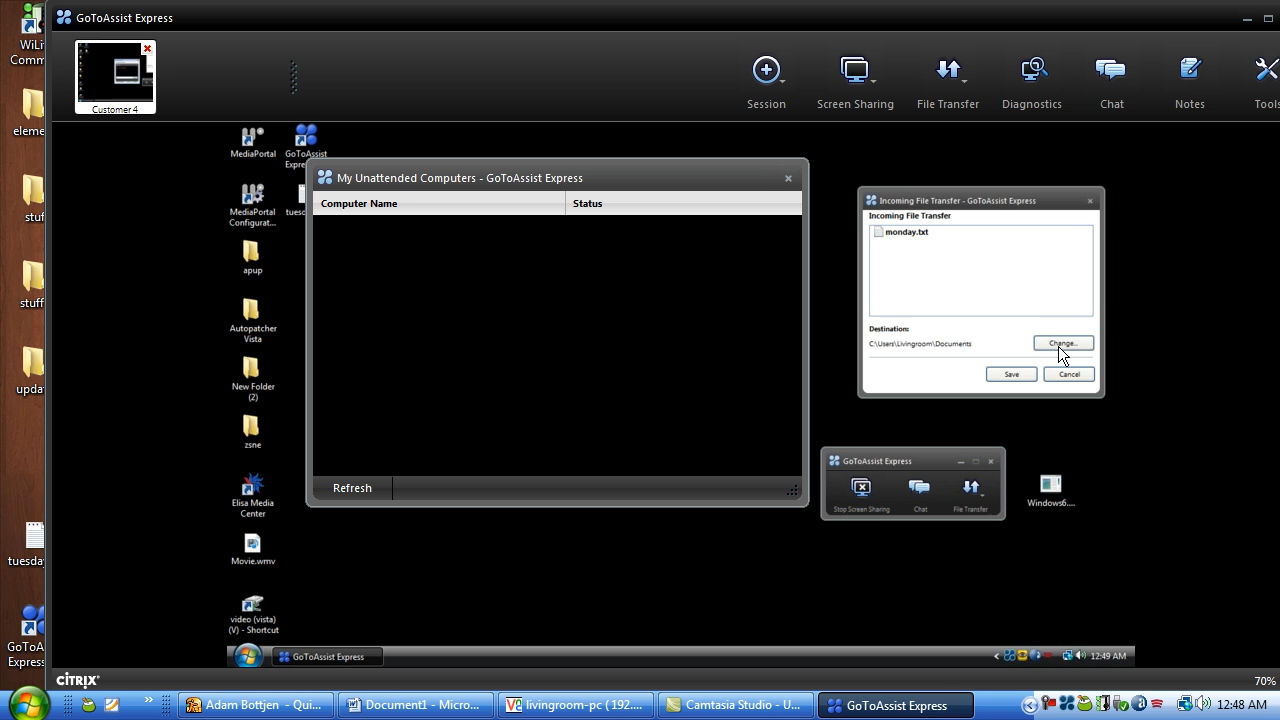 GoToAssist Express
Customer 4
Session
Screen Sharing
File Transfer
Diagnostics
Chat
Notes
Tools
WiLi
Comm
eleme
stuff
stuff
updat
tuesda
GoToA
Express
MediaPortal
GoToAssist
Expre
MediaPortal
Configurat...
tuesd
apup
Autopatcher
Vista
New Folder
(2)
zsne
Elisa Media
Center
Movie.wmv
video (vista)
(V) - Shortcut
My Unattended Computers - GoToAssist Express
Computer Name
Status
Refresh
Incoming File Transfer - GoToAssist Express
Incoming File Transfer
monday.txt
Destination:
C:\Users\Livingroom\Documents
Change...
Save
Cancel
GoToAssist Express
Stop Screen Sharing
Chat
File Transfer
Windows6....
GoToAssist Express
12:49 AM
CITRIX
70%
Adam Bottjen - Qui...
Document1 - Micro...
livingroom-pc ( 192....
Camtasia Studio - U...
GoToAssist Express
12:48 AM